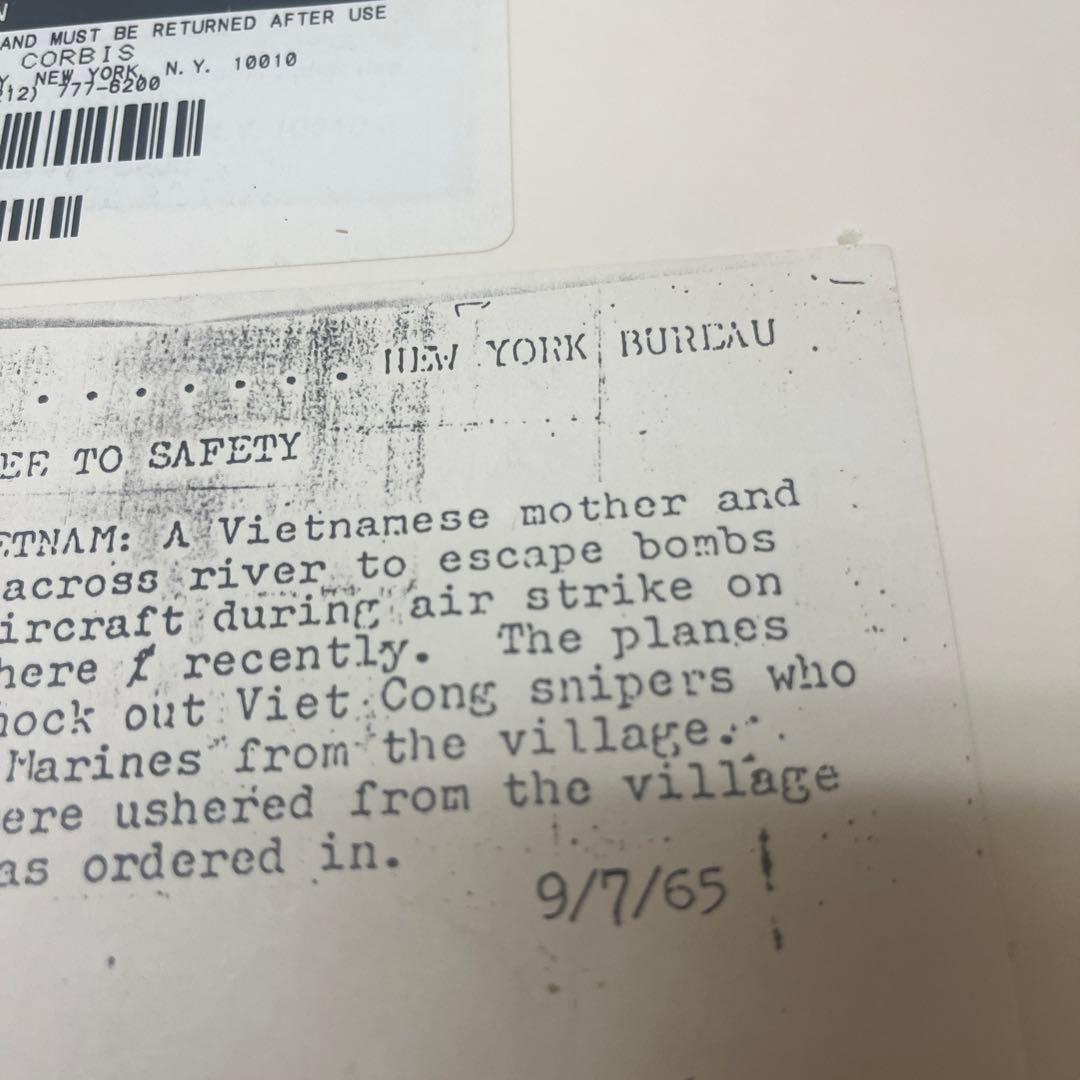 AND MUST BE RETURNED AFTER USE
CORBIS
Y, NEW YORK, N. Y. 10010
212) 777-6200
NEW YORK BUREAU
EE TO SAFETY
ETNAM: A Vietnamese mother and
across river to escape bombs
ircraft during air strike on
here recently. The planes
nock out Viet Cong snipers who
Marines from the village.
ere ushered from the village
as ordered in.
9/7/65